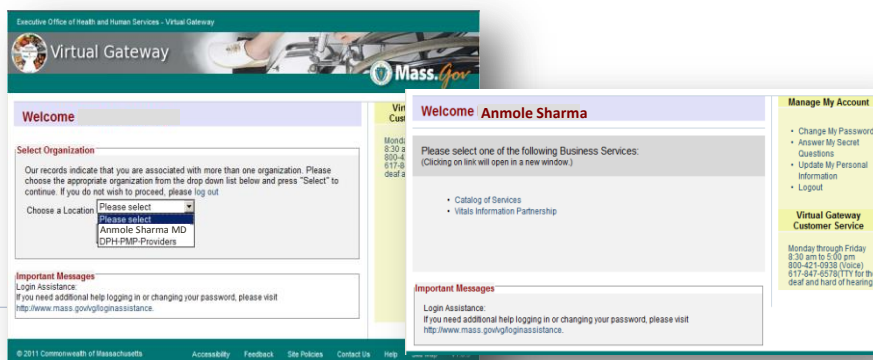 Executive Office of Health and Human Services - Virtual Gateway
Virtual Gateway
Mass.Gov
Welcome
Select Organization
Our records indicate that you are associated with more than one organization. Please
choose the appropriate organization from the drop down list below and press "Select" to
continue. If you do not wish to proceed, please log out
Choose a Location Please select
Please select
Anmole Sharma MD
DPH-PMP-Providers
Important Messages
Login Assistance:
If you need additional help logging in or changing your password, please visit
http://www.mass.gov/vg/loginassistance.
© 2011 Commonwealth of Massachusetts Accessibility Feedback Site Policies Contact Us Help
Welcome Anmole Sharma
Please select one of the following Business Services:
(Clicking on link will open in a new window.)
• Catalog of Services
• Vitals Information Partnership
Important Messages
Login Assistance:
If you need additional help logging in or changing your password, please visit
http://www.mass.gov/vg/loginassistance.
Manage My Account
• Change My Password
• Answer My Secret
Questions
• Update My Personal
Information
• Logout
Virtual Gateway
Customer Service
Monday through Friday
8:30 am to 5:00 pm
800-421-0938 (Voice)
617-847-6578(TTY for the
deaf and hard of hearing